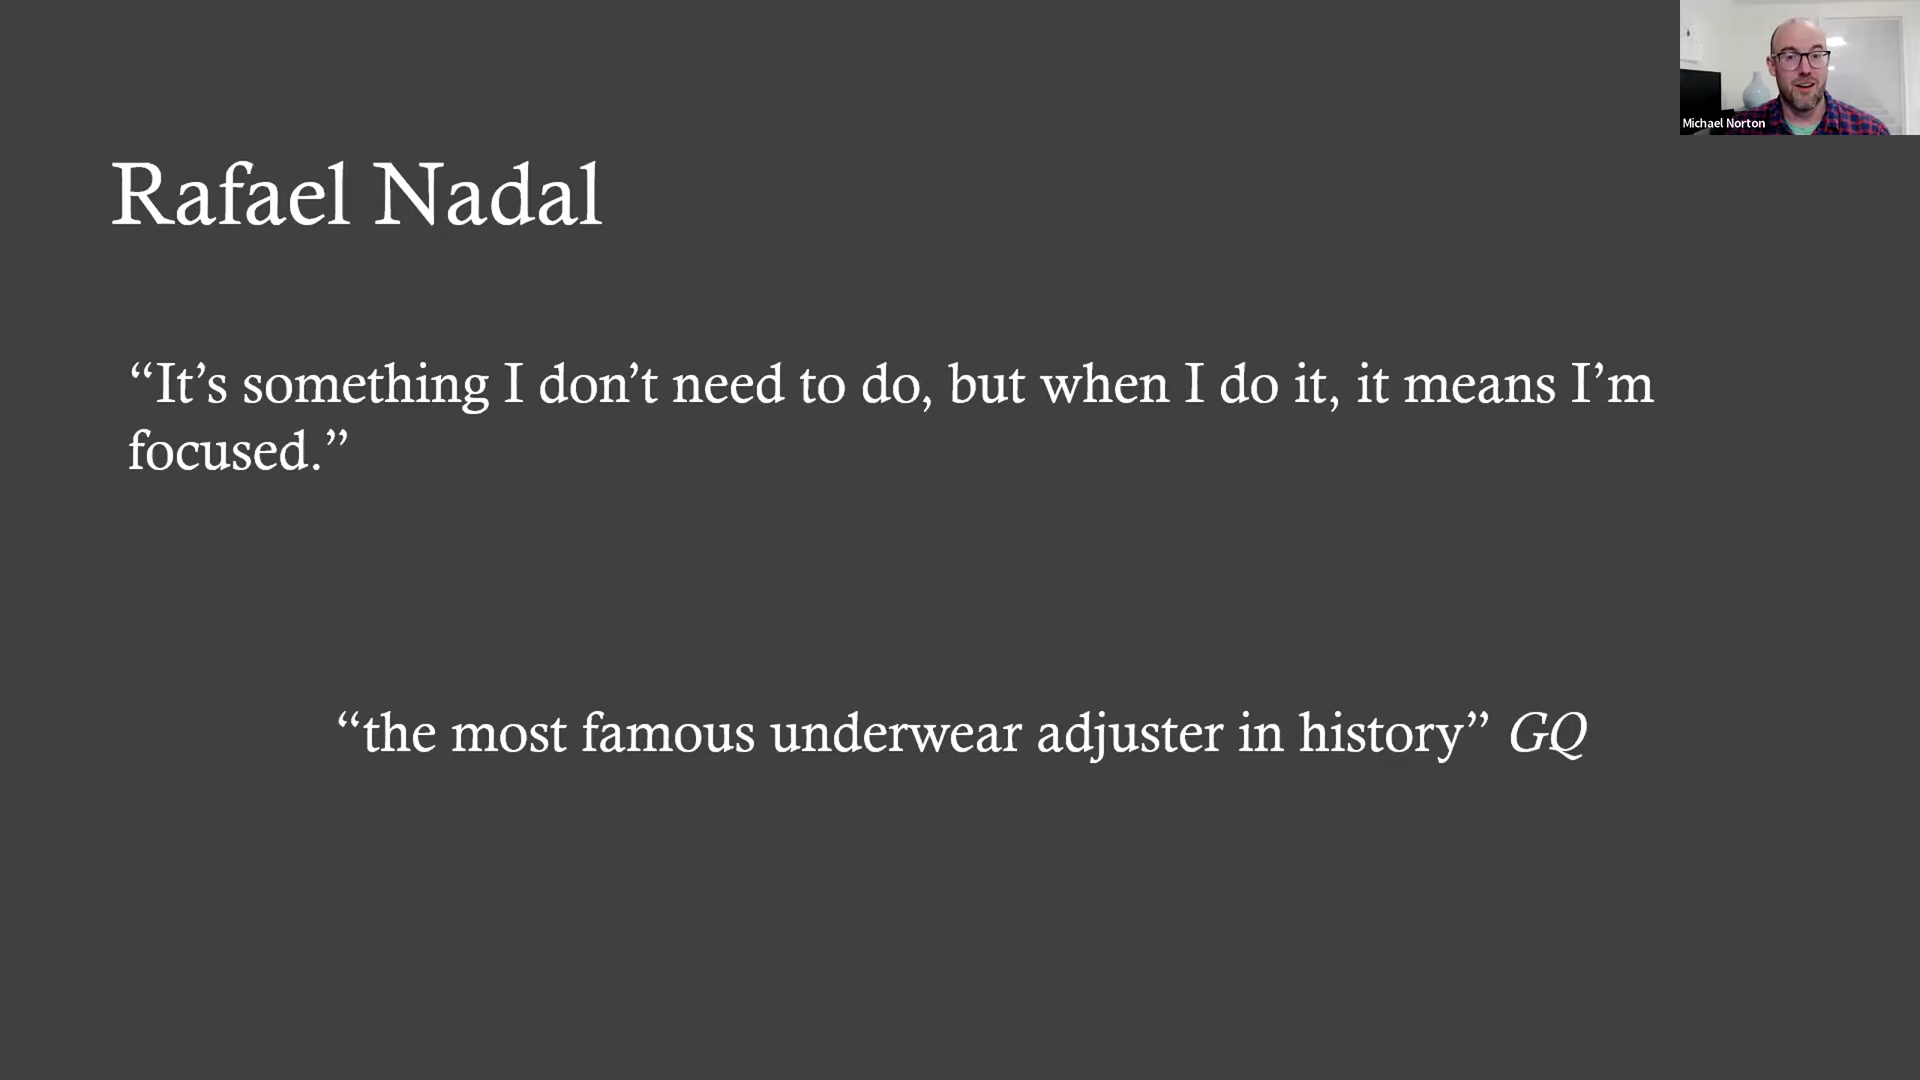 Michael Norton
Rafael Nadal
“It’s something I don’t need to do, but when I do it, it means I’m
focused.”
“the most famous underwear adjuster in history” GQ